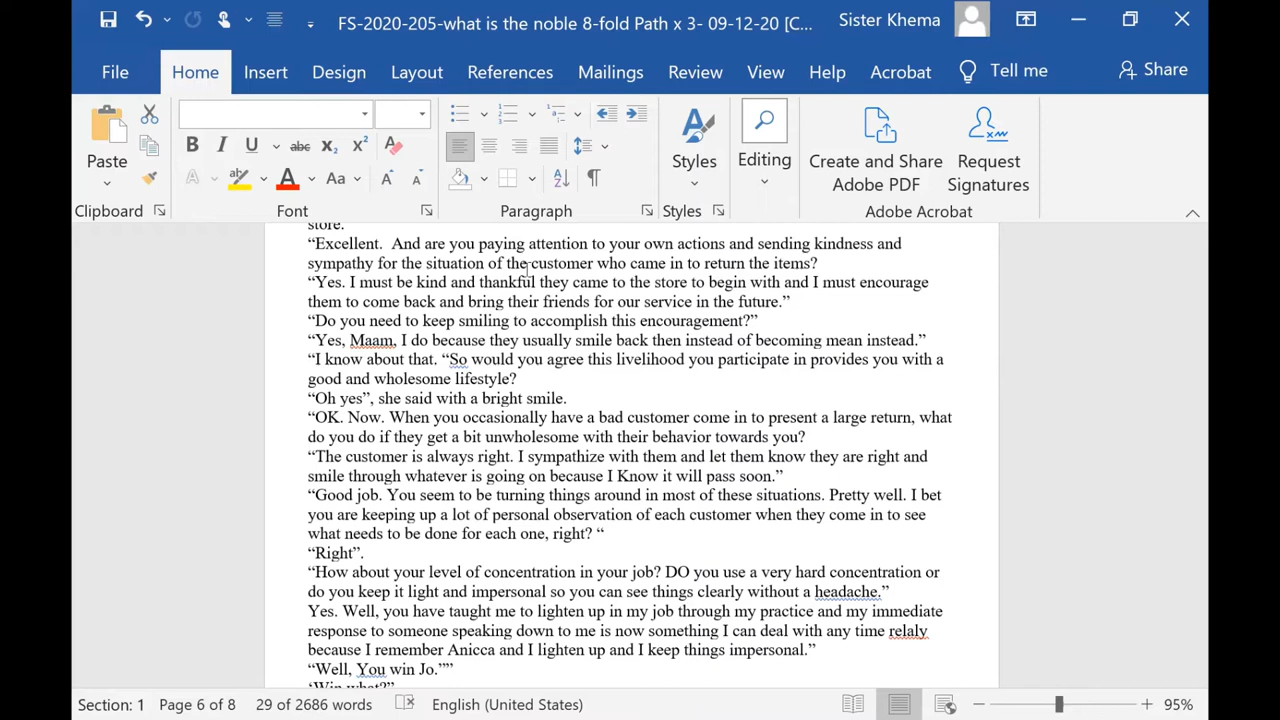 FS-2020-205-what is the noble 8-fold Path x 3- 09-12-20 [C...
Sister Khema
File Home Insert Design Layout References Mailings Review View Help Acrobat Tell me Share
Paste
Clipboard
B I U abc X₂ X²
A ab A Aa A A
Font
Paragraph
Styles
Styles
Editing
Create and Share
Adobe PDF
Request
Signatures
Adobe Acrobat
store.
“Excellent.  And are you paying attention to your own actions and sending kindness and
sympathy for the situation of the customer who came in to return the items?
“Yes. I must be kind and thankful they came to the store to begin with and I must encourage
them to come back and bring their friends for our service in the future.”
“Do you need to keep smiling to accomplish this encouragement?”
“Yes, Maam, I do because they usually smile back then instead of becoming mean instead.”
“I know about that. “So would you agree this livelihood you participate in provides you with a
good and wholesome lifestyle?
“Oh yes”, she said with a bright smile.
“OK. Now. When you occasionally have a bad customer come in to present a large return, what
do you do if they get a bit unwholesome with their behavior towards you?
“The customer is always right. I sympathize with them and let them know they are right and
smile through whatever is going on because I Know it will pass soon.”
“Good job. You seem to be turning things around in most of these situations. Pretty well. I bet
you are keeping up a lot of personal observation of each customer when they come in to see
what needs to be done for each one, right? “
“Right”.
“How about your level of concentration in your job? DO you use a very hard concentration or
do you keep it light and impersonal so you can see things clearly without a headache.”
Yes. Well, you have taught me to lighten up in my job through my practice and my immediate
response to someone speaking down to me is now something I can deal with any time relaly
because I remember Anicca and I lighten up and I keep things impersonal.”
“Well, You win Jo.””
‘Win what?”
Section: 1 Page 6 of 8 29 of 2686 words English (United States) 95%